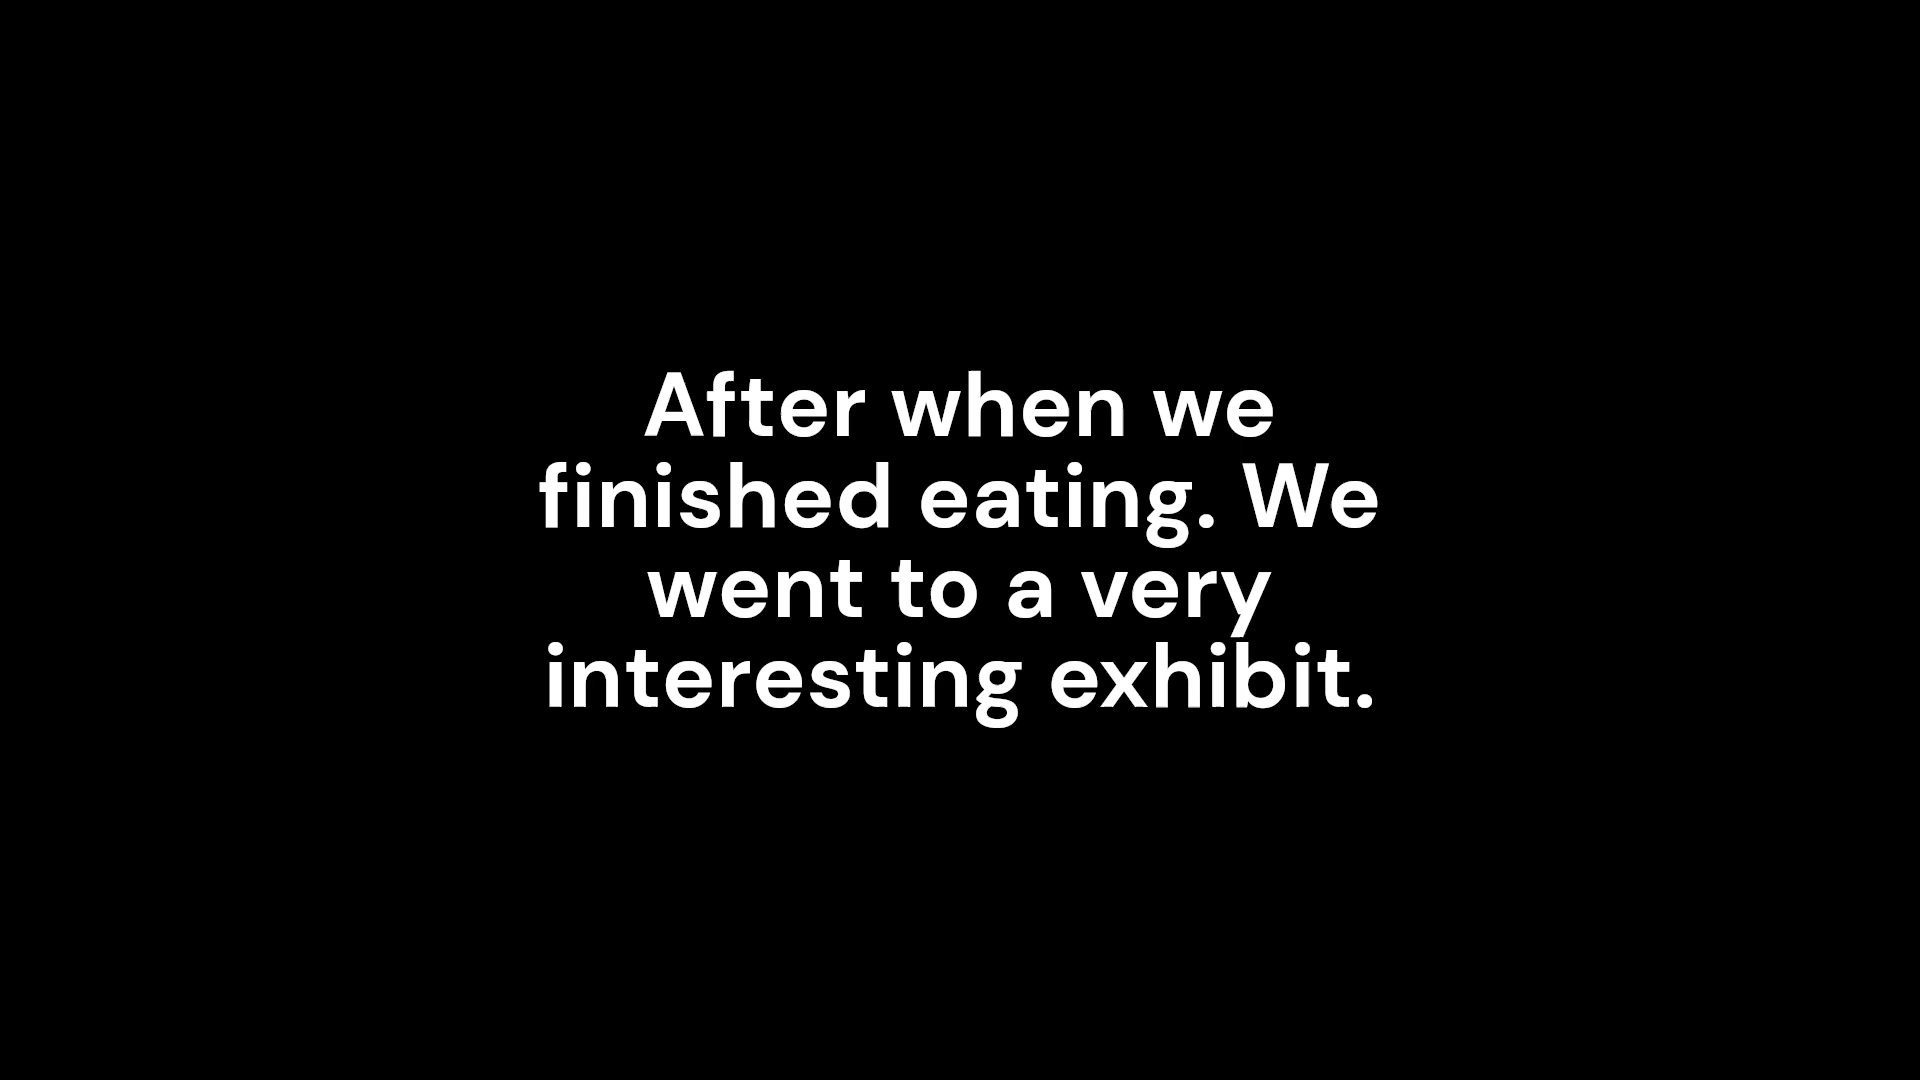 After when we
finished eating. We
went to a very
interesting exhibit.